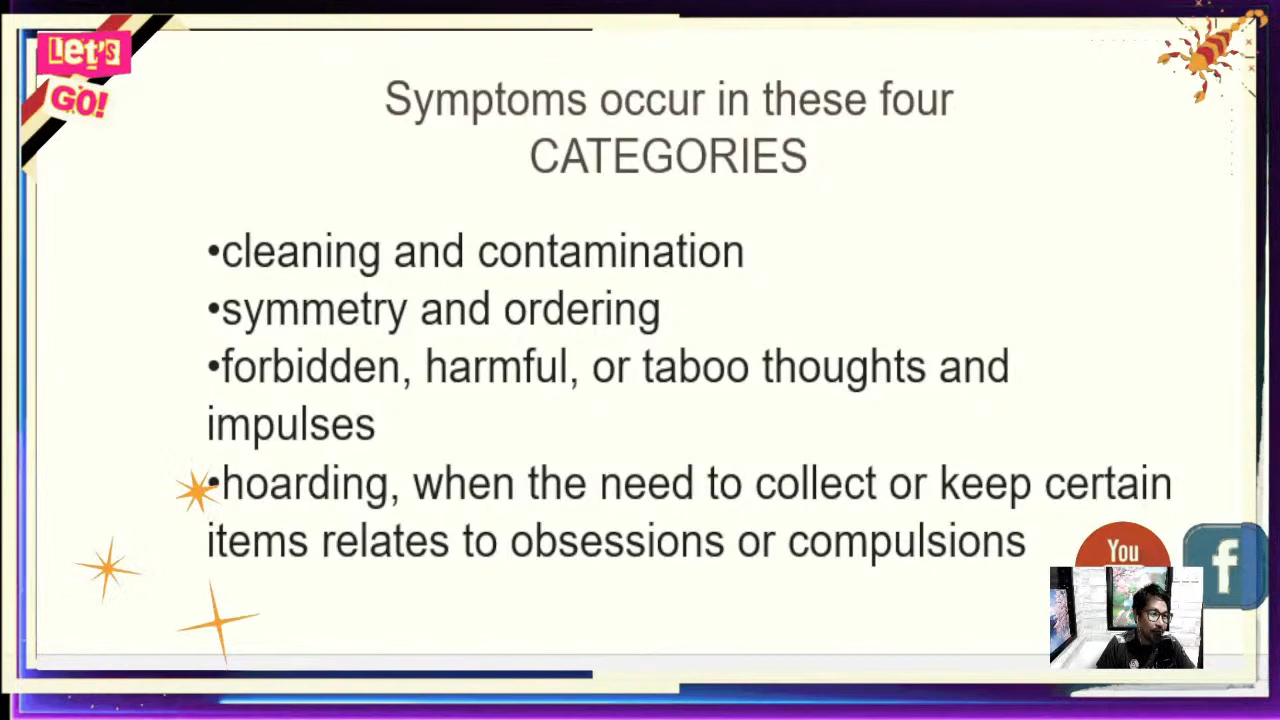 Let's
GO!
Symptoms occur in these four
CATEGORIES
•cleaning and contamination
•symmetry and ordering
•forbidden, harmful, or taboo thoughts and
impulses
•hoarding, when the need to collect or keep certain
items relates to obsessions or compulsions
You
f